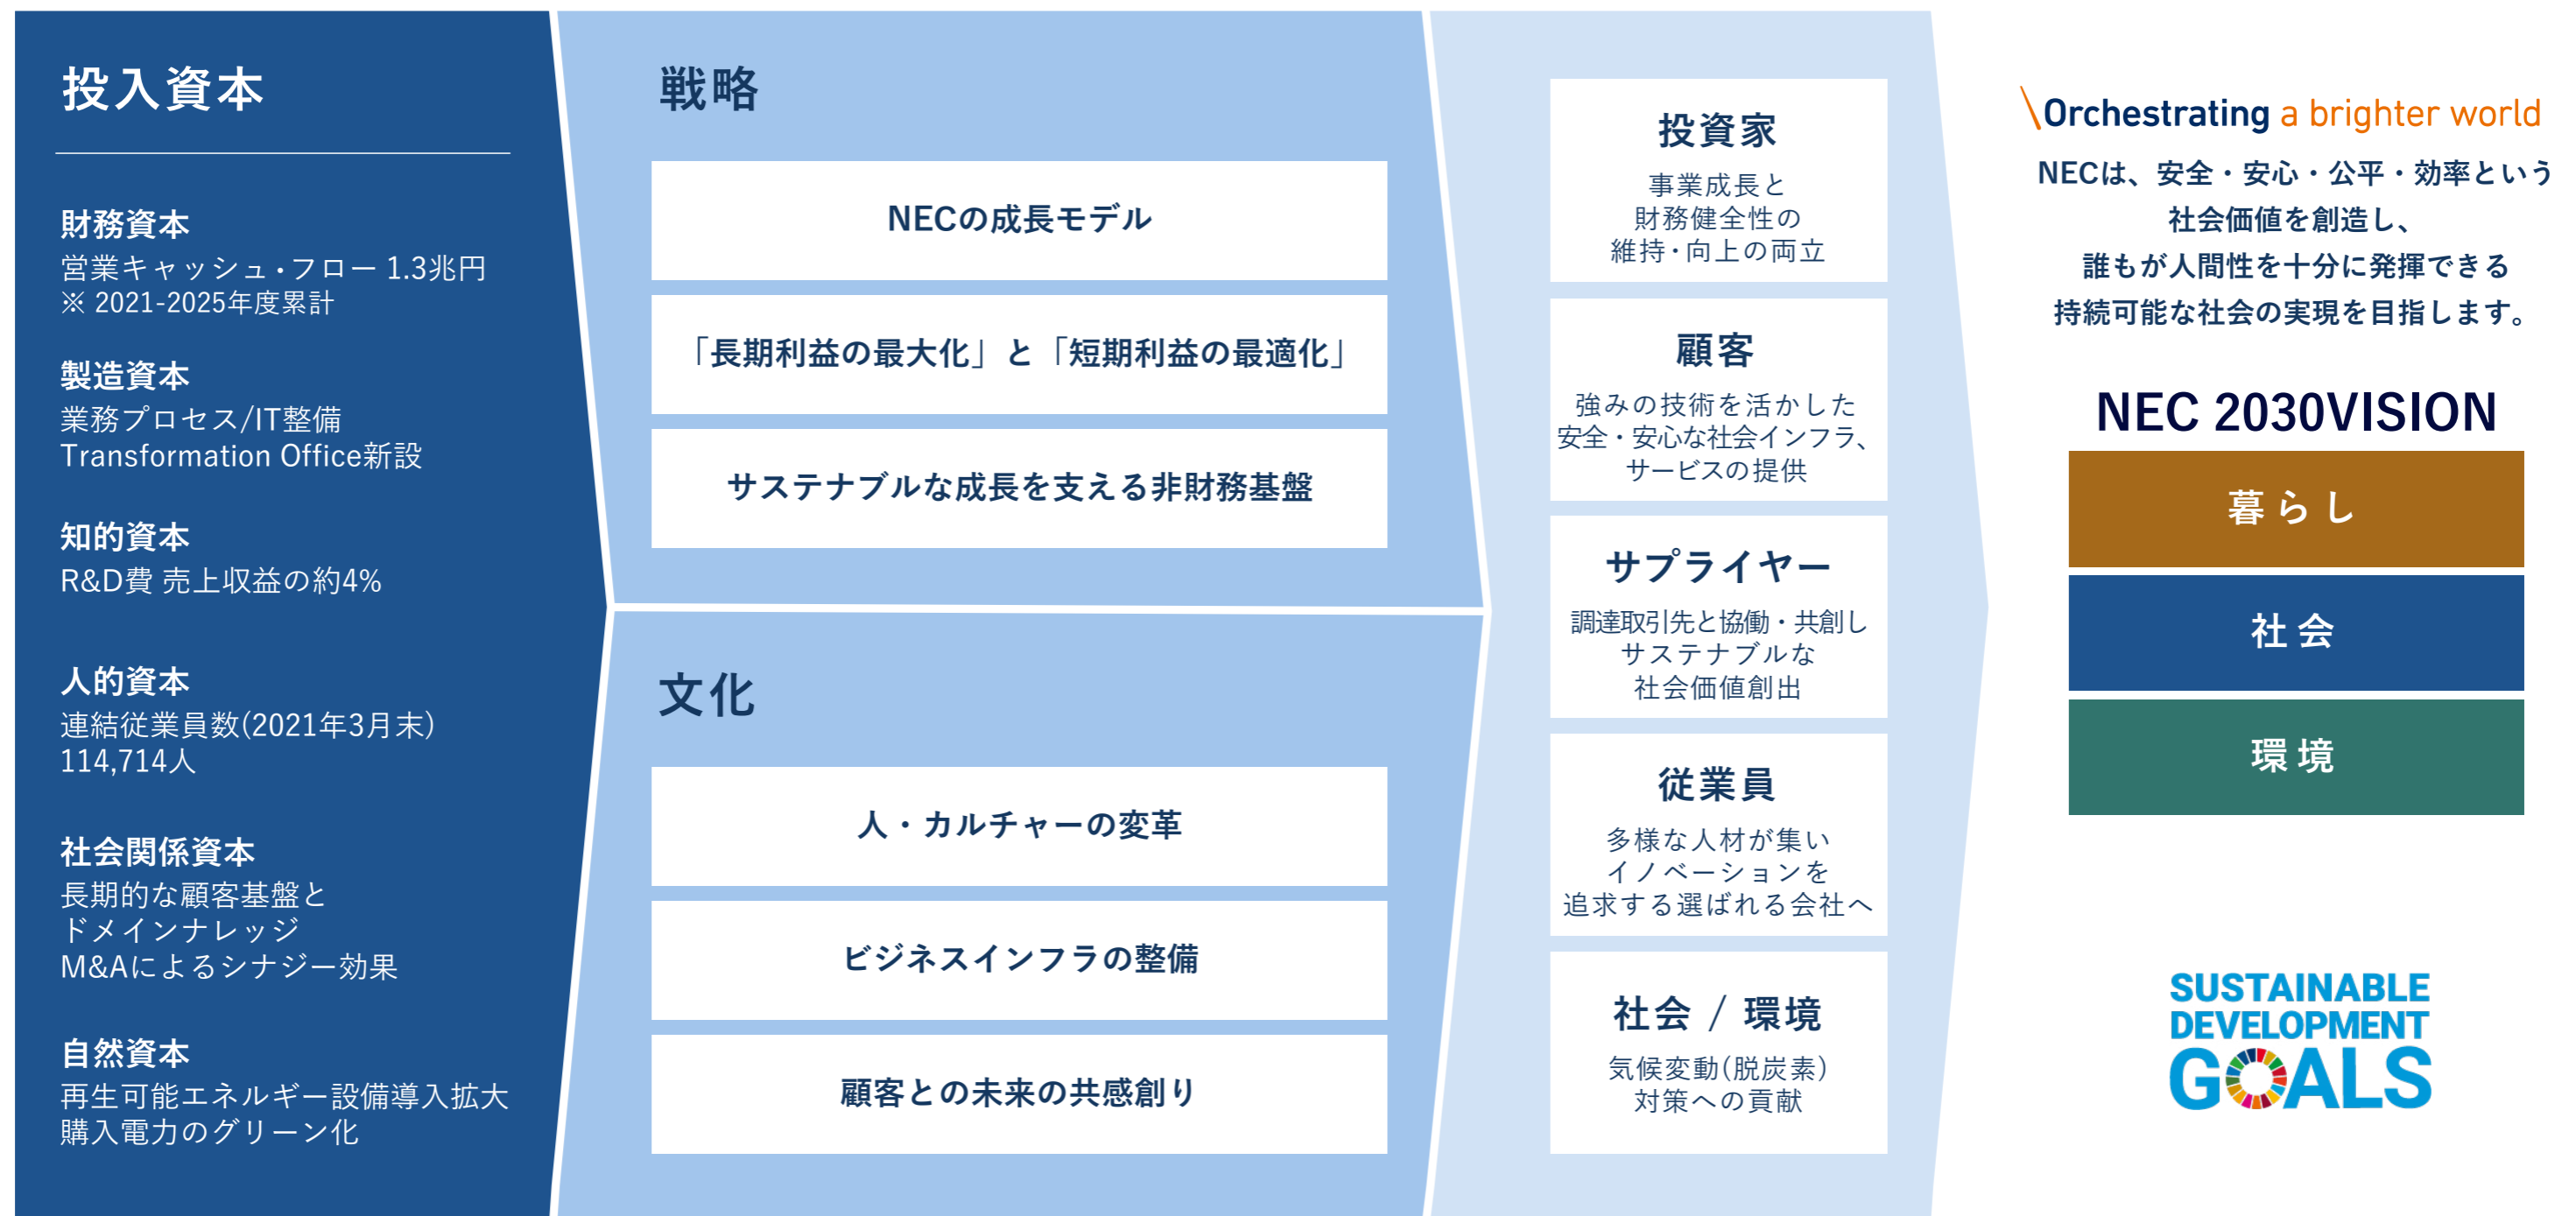 投入資本
財務資本
営業キャッシュ・フロー 1.3兆円
※ 2021-2025年度累計
製造資本
業務プロセス/IT整備
Transformation Office新設
知的資本
R&D費 売上収益の約4%
人的資本
連結従業員数(2021年3月末)
114,714人
社会関係資本
長期的な顧客基盤と
ドメインナレッジ
M&Aによるシナジー効果
自然資本
再生可能エネルギー設備導入拡大
購入電力のグリーン化
戦略
NECの成長モデル
「長期利益の最大化」と「短期利益の最適化」
サステナブルな成長を支える非財務基盤
文化
人・カルチャーの変革
ビジネスインフラの整備
顧客との未来の共感創り
投資家
事業成長と
財務健全性の
維持・向上の両立
顧客
強みの技術を活かした
安全・安心な社会インフラ、
サービスの提供
サプライヤー
調達取引先と協働・共創し
サステナブルな
社会価値創出
従業員
多様な人材が集い
イノベーションを
追求する選ばれる会社へ
社会 / 環境
気候変動(脱炭素)
対策への貢献
\Orchestrating a brighter world
NECは、安全・安心・公平・効率という
社会価値を創造し、
誰もが人間性を十分に発揮できる
持続可能な社会の実現を目指します。
NEC 2030VISION
暮らし
社会
環境
SUSTAINABLE
DEVELOPMENT
GOALS